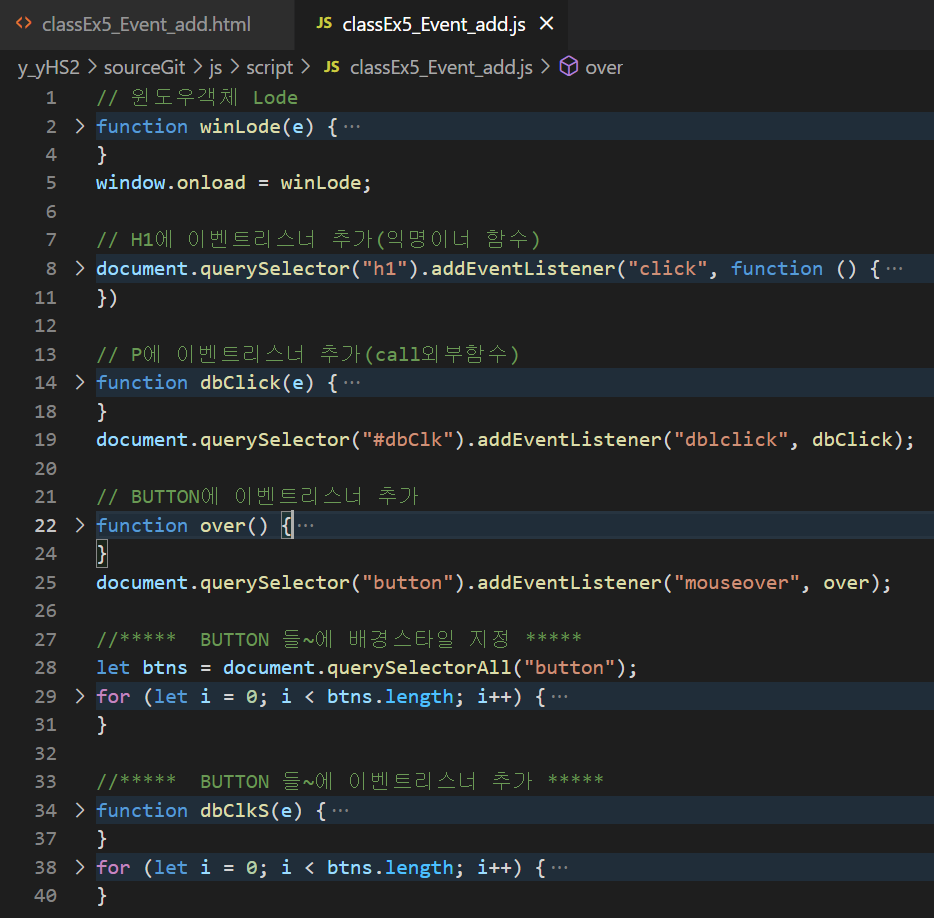 classEx5_Event_add.html JS classEx5_Event_add.js ×
y_yHS2 > sourceGit > js > script > JS classEx5_Event_add.js > over
1 // 윈도우객체 Lode
2 > function winLode(e) {···
4 }
5 window.onload = winLode;
6
7 // H1에 이벤트리스너 추가(익명이너 함수)
8 > document.querySelector("h1").addEventListener("click", function () {···
11 })
12
13 // P에 이벤트리스너 추가(call외부함수)
14 > function dbClick(e) {···
18 }
19 document.querySelector("#dbClk").addEventListener("dblclick", dbClick);
20
21 // BUTTON에 이벤트리스너 추가
22 > function over() {···
24 }
25 document.querySelector("button").addEventListener("mouseover", over);
26
27 //***** BUTTON 들~에 배경스타일 지정 *****
28 let btns = document.querySelectorAll("button");
29 > for (let i = 0; i < btns.length; i++) {···
31 }
32
33 //***** BUTTON 들~에 이벤트리스너 추가 *****
34 > function dbClkS(e) {···
37 }
38 > for (let i = 0; i < btns.length; i++) {···
40 }